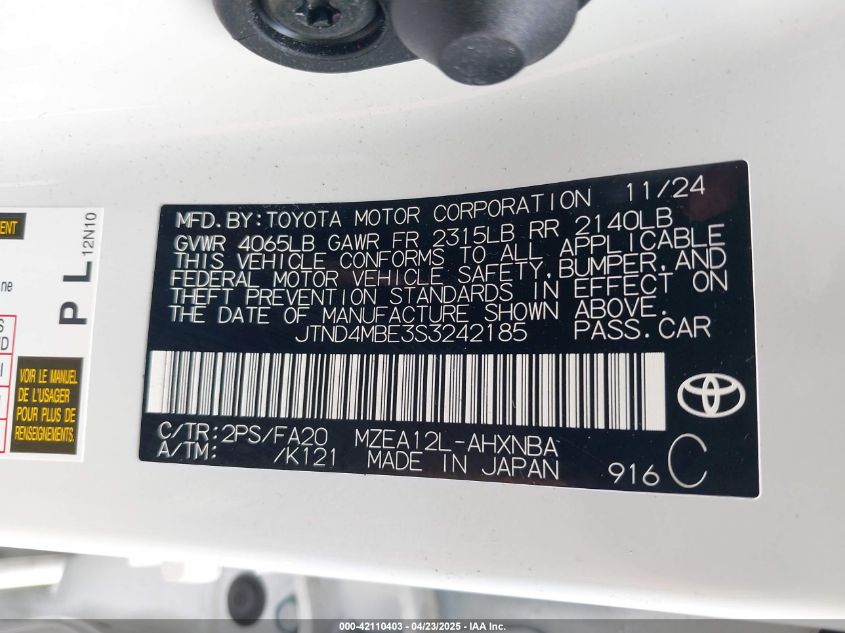 MFD. BY: TOYOTA MOTOR CORPORATION 11/24
GVWR 4065LB GAWR FR 2315LB RR 2140LB
THIS VEHICLE CONFORMS TO ALL APPLICABLE
FEDERAL MOTOR VEHICLE SAFETY, BUMPER, AND
THEFT PREVENTION STANDARDS IN EFFECT ON
THE DATE OF MANUFACTURE SHOWN ABOVE.
JTND4MBE3S3242185 PASS. CAR
C/TR: 2PS/FA20 MZEA12L-AHXNBA
A/TM: /K121 MADE IN JAPAN
916 C
P L
12N10
VOIR LE MANUEL
DE L'USAGER
POUR PLUS DE
RENSEIGNEMENTS.
000-42110403 - 04/23/2025 - IAA Inc.